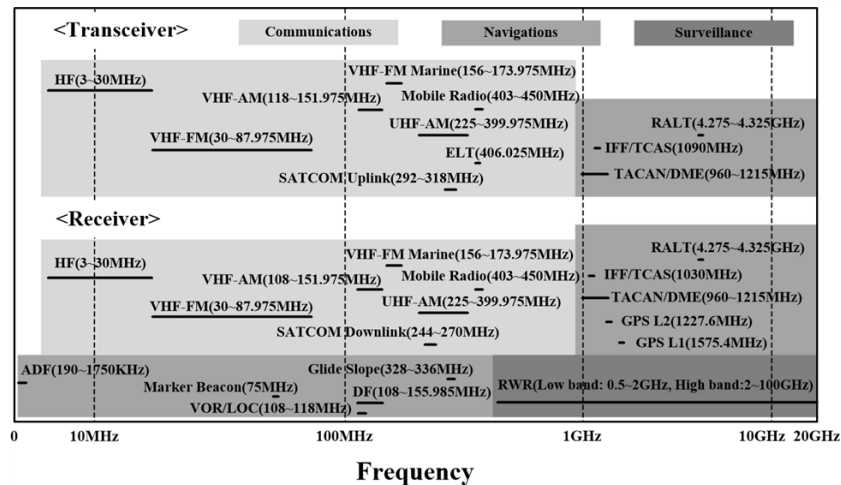 <Transceiver>
Communications
Navigations
Surveillance
VHF-FM Marine(156~173.975MHz)
HF(3~30MHz)
VHF-AM(118~151.975MHz)
Mobile Radio(403~450MHz)
UHF-AM(225~399.975MHz)
RALT(4.275~4.325GHz)
VHF-FM(30~87.975MHz)
IFF/TCAS(1090MHz)
ELT(406.025MHz)
TACAN/DME(960~1215MHz)
SATCOM Uplink(292~318MHz)
<Receiver>
VHF-FM Marine(156~173.975MHz)
RALT(4.275~4.325GHz)
HF(3~30MHz)
VHF-AM(108~151.975MHz)
Mobile Radio(403~450MHz)
IFF/TCAS(1030MHz)
VHF-FM(30~87.975MHz)
UHF-AM(225~399.975MHz)
TACAN/DME(960~1215MHz)
GPS L2(1227.6MHz)
SATCOM Downlink(244~270MHz)
GPS L1(1575.4MHz)
ADF(190~1750KHz)
Glide Slope(328~336MHz)
Marker Beacon(75MHz)
DF(108~155.985MHz)
RWR(Low band: 0.5~2GHz, High band:2~100GHz)
VOR/LOC(108~118MHz)
0 10MHz 100MHz 1GHz 10GHz 20GHz
Frequency